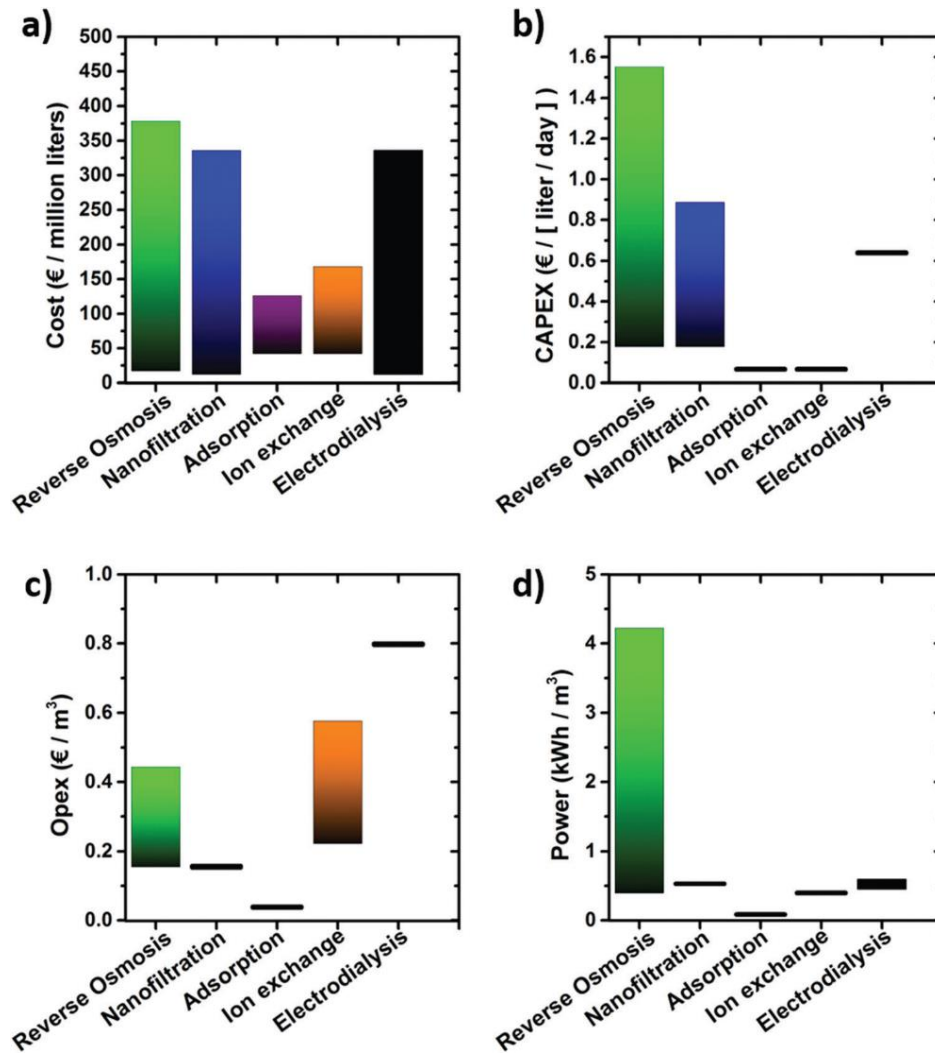 a)
Cost (€ / million liters)
500
450
400
350
300
250
200
150
100
50
0
Reverse Osmosis
Nanofiltration
Adsorption
Ion exchange
Electrodialysis
b)
CAPEX (€ / [ liter / day ] )
1.6
1.4
1.2
1.0
0.8
0.6
0.4
0.2
0.0
Reverse Osmosis
Nanofiltration
Adsorption
Ion exchange
Electrodialysis
c)
Opex (€ / m³)
1.0
0.8
0.6
0.4
0.2
0.0
Reverse Osmosis
Nanofiltration
Adsorption
Ion exchange
Electrodialysis
d)
Power (kWh / m³)
5
4
3
2
1
0
Reverse Osmosis
Nanofiltration
Adsorption
Ion exchange
Electrodialysis